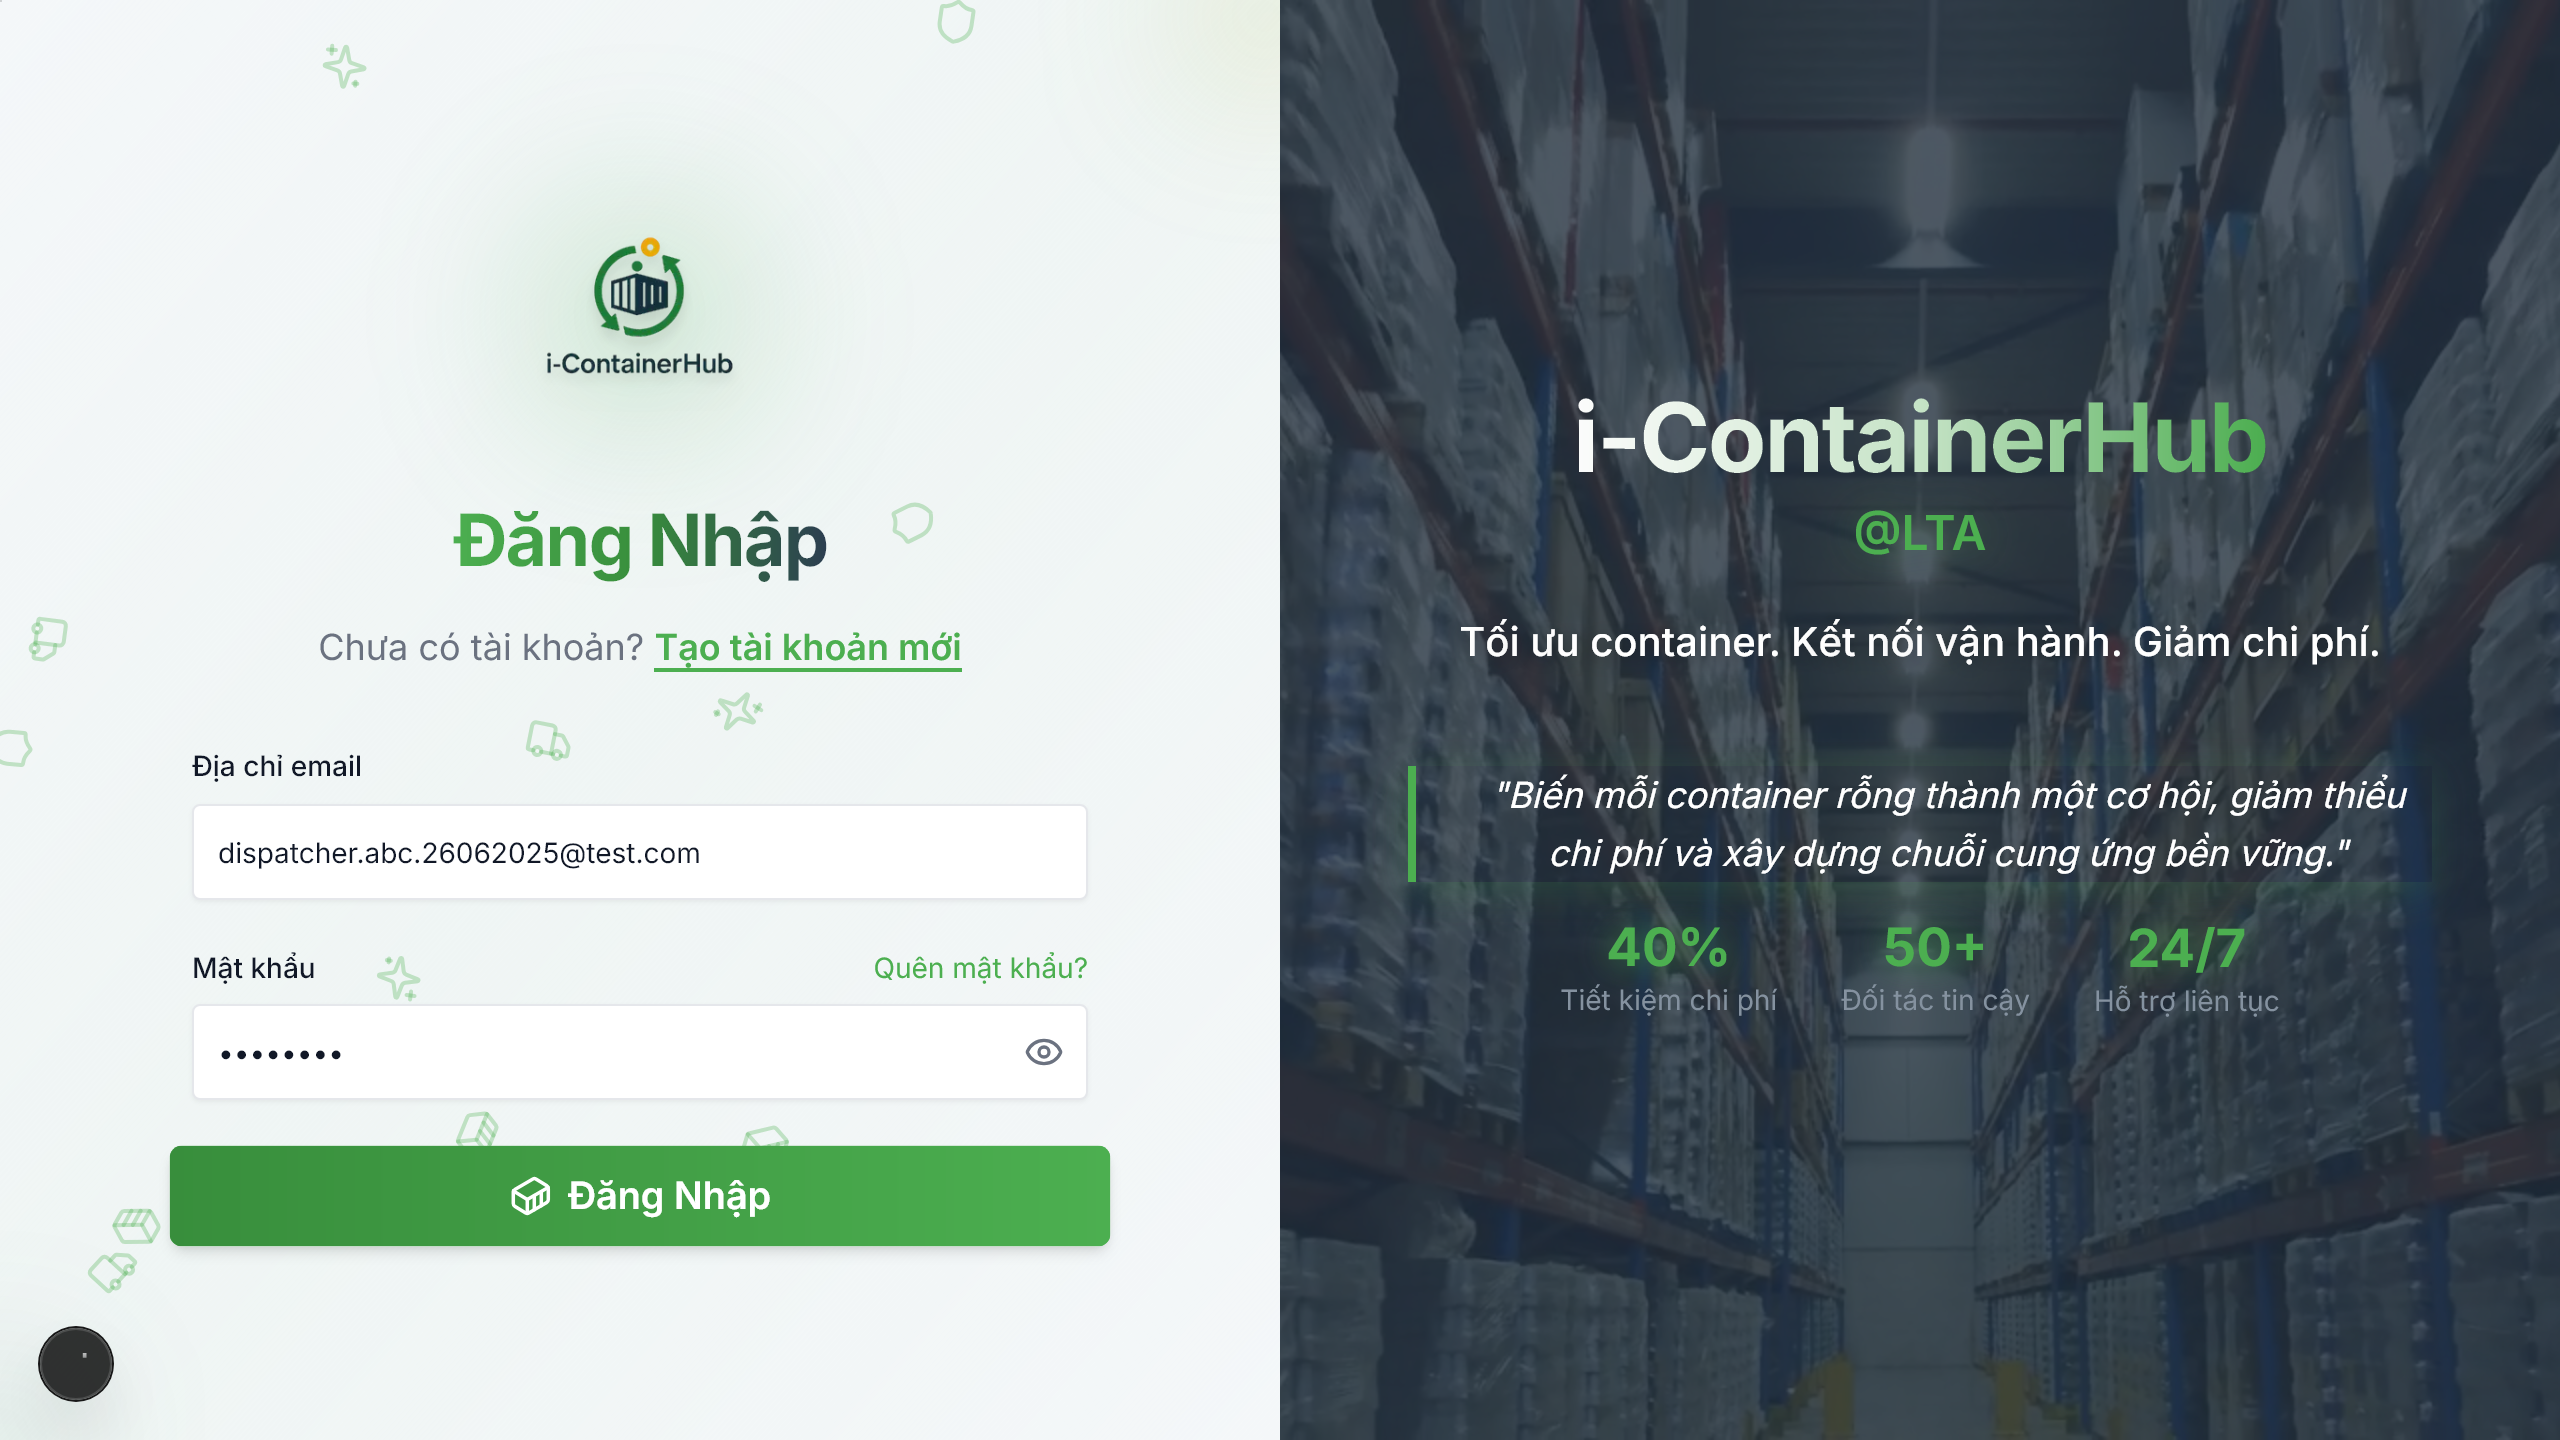 i-ContainerHub
Đăng Nhập
Chưa có tài khoản? Tạo tài khoản mới
Địa chỉ email
dispatcher.abc.26062025@test.com
Mật khẩu
Quên mật khẩu?
••••••••
Đăng Nhập
i-ContainerHub
@LTA
Tối ưu container. Kết nối vận hành. Giảm chi phí.
"Biến mỗi container rỗng thành một cơ hội, giảm thiểu
chi phí và xây dựng chuỗi cung ứng bền vững."
40%
Tiết kiệm chi phí
50+
Đối tác tin cậy
24/7
Hỗ trợ liên tục